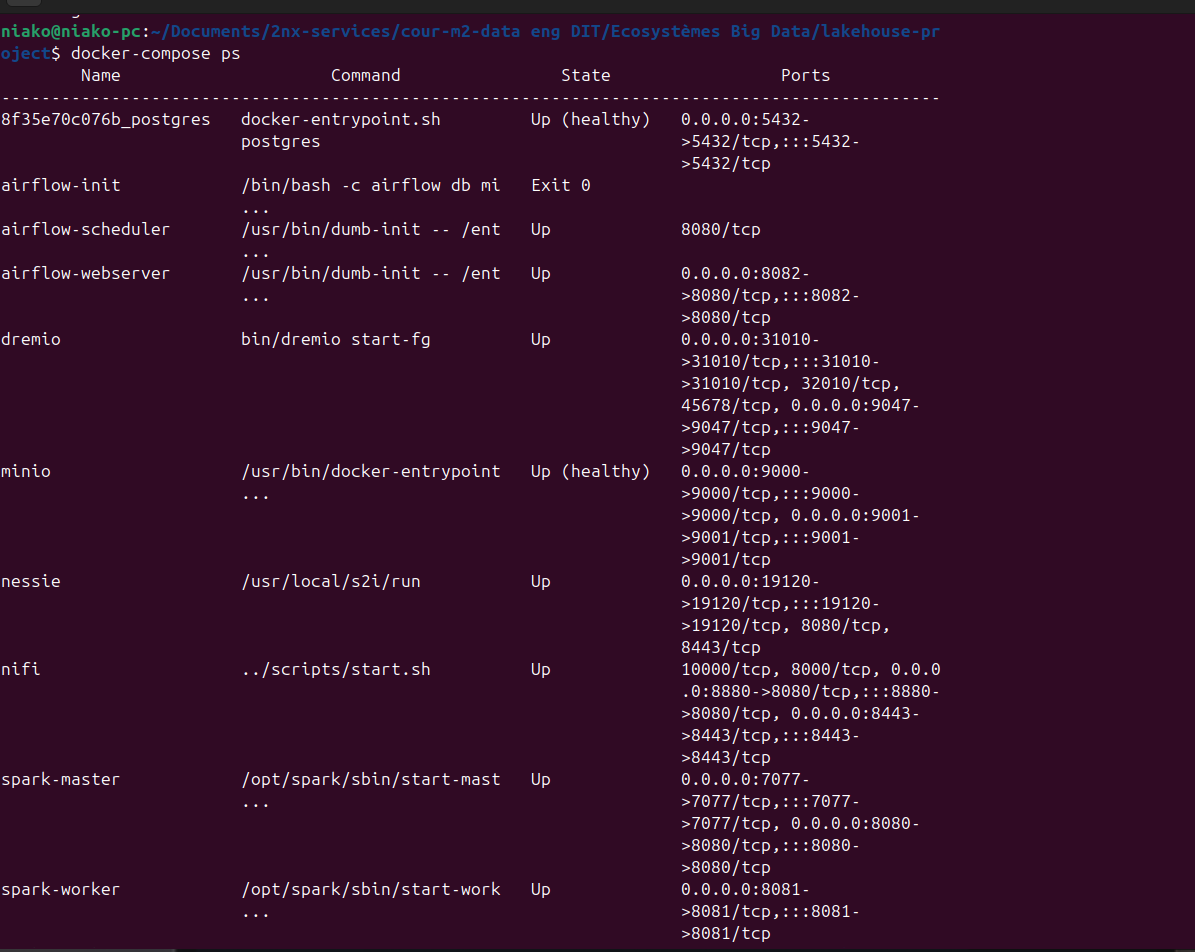 niako@niako-pc:~/Documents/2nx-services/cour-m2-data eng DIT/Ecosystèmes Big Data/lakehouse-pr
oject$ docker-compose ps
        Name                     Command                State                 Ports
----------------------------------------------------------------------------------------------
8f35e70c076b_postgres   docker-entrypoint.sh         Up (healthy)   0.0.0.0:5432-
                        postgres                                    >5432/tcp,:::5432-
                                                                    >5432/tcp
airflow-init            /bin/bash -c airflow db mi   Exit 0
                        ...
airflow-scheduler       /usr/bin/dumb-init -- /ent   Up             8080/tcp
                        ...
airflow-webserver       /usr/bin/dumb-init -- /ent   Up             0.0.0.0:8082-
                        ...                                         >8080/tcp,:::8082-
                                                                    >8080/tcp
dremio                  bin/dremio start-fg          Up             0.0.0.0:31010-
                                                                    >31010/tcp,:::31010-
                                                                    >31010/tcp, 32010/tcp,
                                                                    45678/tcp, 0.0.0.0:9047-
                                                                    >9047/tcp,:::9047-
                                                                    >9047/tcp
minio                   /usr/bin/docker-entrypoint   Up (healthy)   0.0.0.0:9000-
                        ...                                         >9000/tcp,:::9000-
                                                                    >9000/tcp, 0.0.0.0:9001-
                                                                    >9001/tcp,:::9001-
                                                                    >9001/tcp
nessie                  /usr/local/s2i/run           Up             0.0.0.0:19120-
                                                                    >19120/tcp,:::19120-
                                                                    >19120/tcp, 8080/tcp,
                                                                    8443/tcp
nifi                    ../scripts/start.sh          Up             10000/tcp, 8000/tcp, 0.0.0
                                                                    .0:8880->8080/tcp,:::8880-
                                                                    >8080/tcp, 0.0.0.0:8443-
                                                                    >8443/tcp,:::8443-
                                                                    >8443/tcp
spark-master            /opt/spark/sbin/start-mast   Up             0.0.0.0:7077-
                        ...                                         >7077/tcp,:::7077-
                                                                    >7077/tcp, 0.0.0.0:8080-
                                                                    >8080/tcp,:::8080-
                                                                    >8080/tcp
spark-worker            /opt/spark/sbin/start-work   Up             0.0.0.0:8081-
                        ...                                         >8081/tcp,:::8081-
                                                                    >8081/tcp